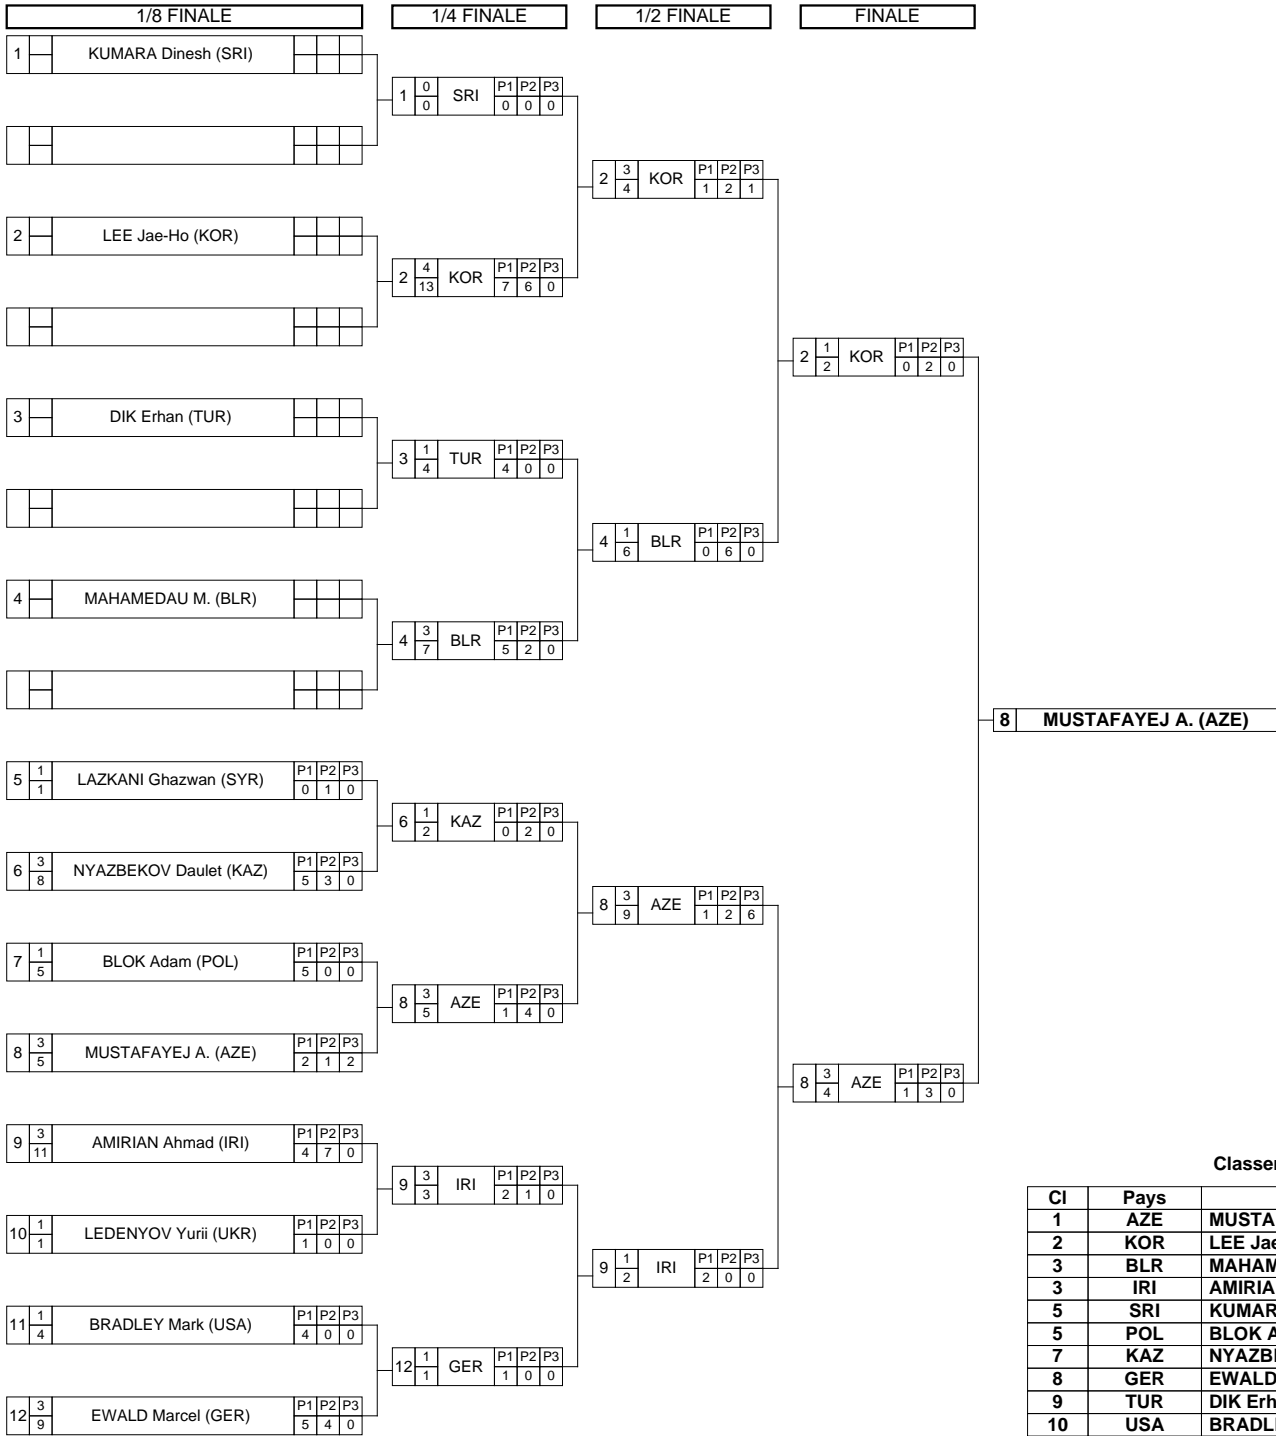 1/8 FINALE 1/4 FINALE 1/2 FINALE FINALE
1 KUMARA Dinesh (SRI)
1 0 0 SRI P1 P2 P3 0 0 0
2 3 4 KOR P1 P2 P3 1 2 1
2 LEE Jae-Ho (KOR)
2 4 13 KOR P1 P2 P3 7 6 0
2 1 2 KOR P1 P2 P3 0 2 0
3 DIK Erhan (TUR)
3 1 4 TUR P1 P2 P3 4 0 0
4 1 6 BLR P1 P2 P3 0 6 0
4 MAHAMEDAU M. (BLR)
4 3 7 BLR P1 P2 P3 5 2 0
8 MUSTAFAYEJ A. (AZE)
5 1 1 LAZKANI Ghazwan (SYR) P1 P2 P3 0 1 0
6 1 2 KAZ P1 P2 P3 0 2 0
6 3 8 NYAZBEKOV Daulet (KAZ) P1 P2 P3 5 3 0
8 3 9 AZE P1 P2 P3 1 2 6
7 1 5 BLOK Adam (POL) P1 P2 P3 5 0 0
8 3 5 AZE P1 P2 P3 1 4 0
8 3 5 MUSTAFAYEJ A. (AZE) P1 P2 P3 2 1 2
8 3 4 AZE P1 P2 P3 1 3 0
9 3 11 AMIRIAN Ahmad (IRI) P1 P2 P3 4 7 0
9 3 3 IRI P1 P2 P3 2 1 0
10 1 1 LEDENYOV Yurii (UKR) P1 P2 P3 1 0 0
9 1 2 IRI P1 P2 P3 2 0 0
11 1 4 BRADLEY Mark (USA) P1 P2 P3 4 0 0
12 1 1 GER P1 P2 P3 1 0 0
12 3 9 EWALD Marcel (GER) P1 P2 P3 5 4 0
Classe
Cl Pays
1 AZE MUSTA
2 KOR LEE Jae
3 BLR MAHAM
3 IRI AMIRIA
5 SRI KUMAR
5 POL BLOK A
7 KAZ NYAZB
8 GER EWALD
9 TUR DIK Erh
10 USA BRADL